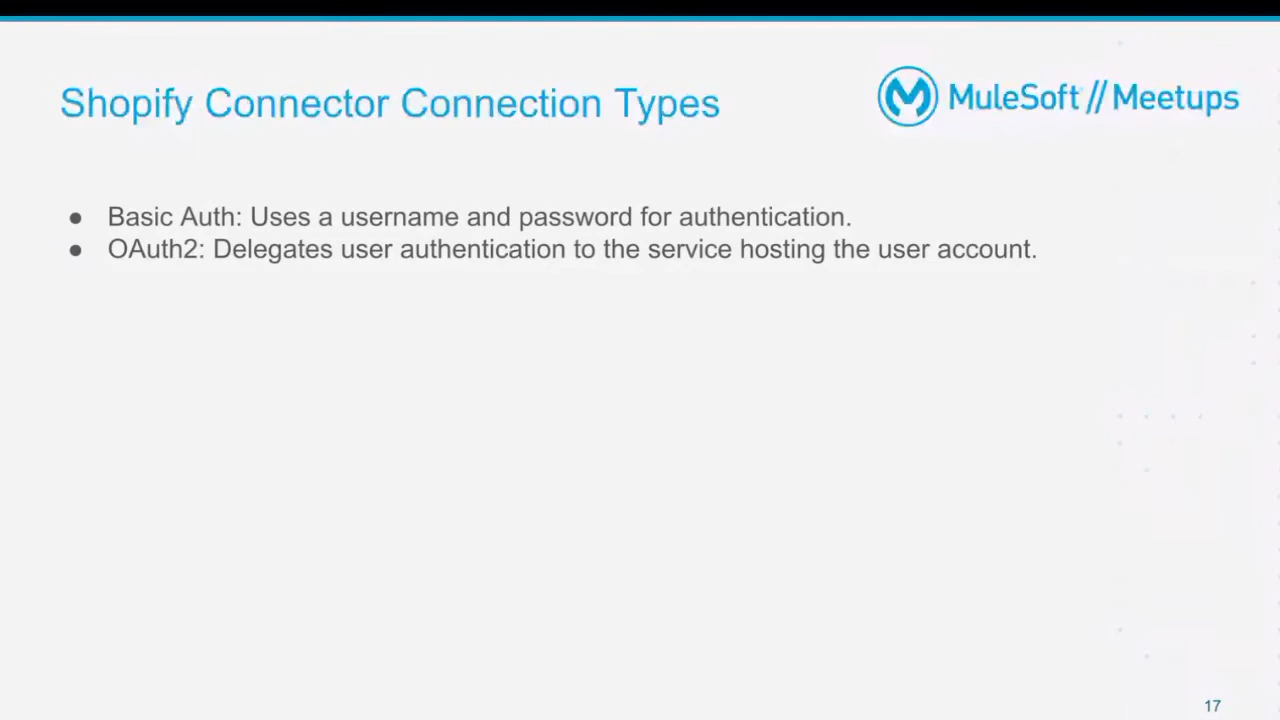 Shopify Connector Connection Types
MuleSoft // Meetups
● Basic Auth: Uses a username and password for authentication.
● OAuth2: Delegates user authentication to the service hosting the user account.
17